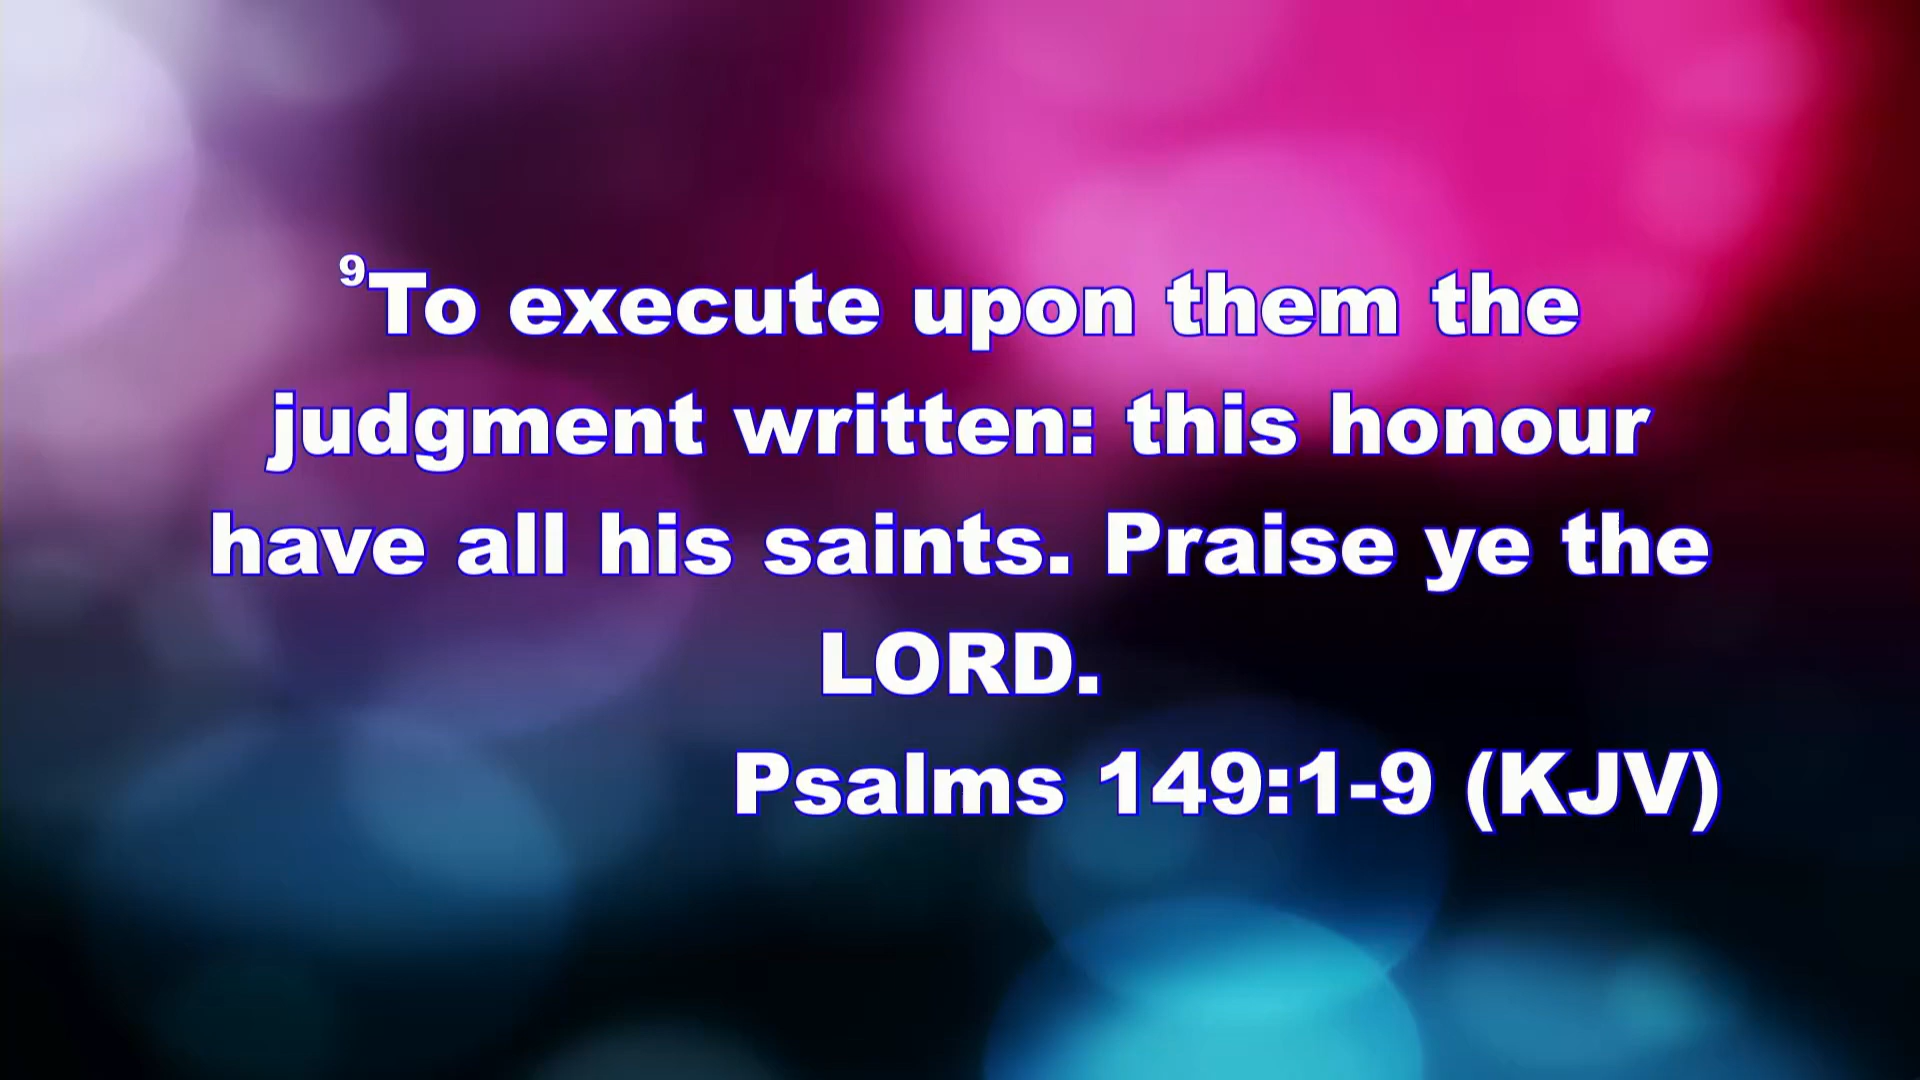 ⁹To execute upon them the
judgment written: this honour
have all his saints. Praise ye the
LORD.
Psalms 149:1-9 (KJV)